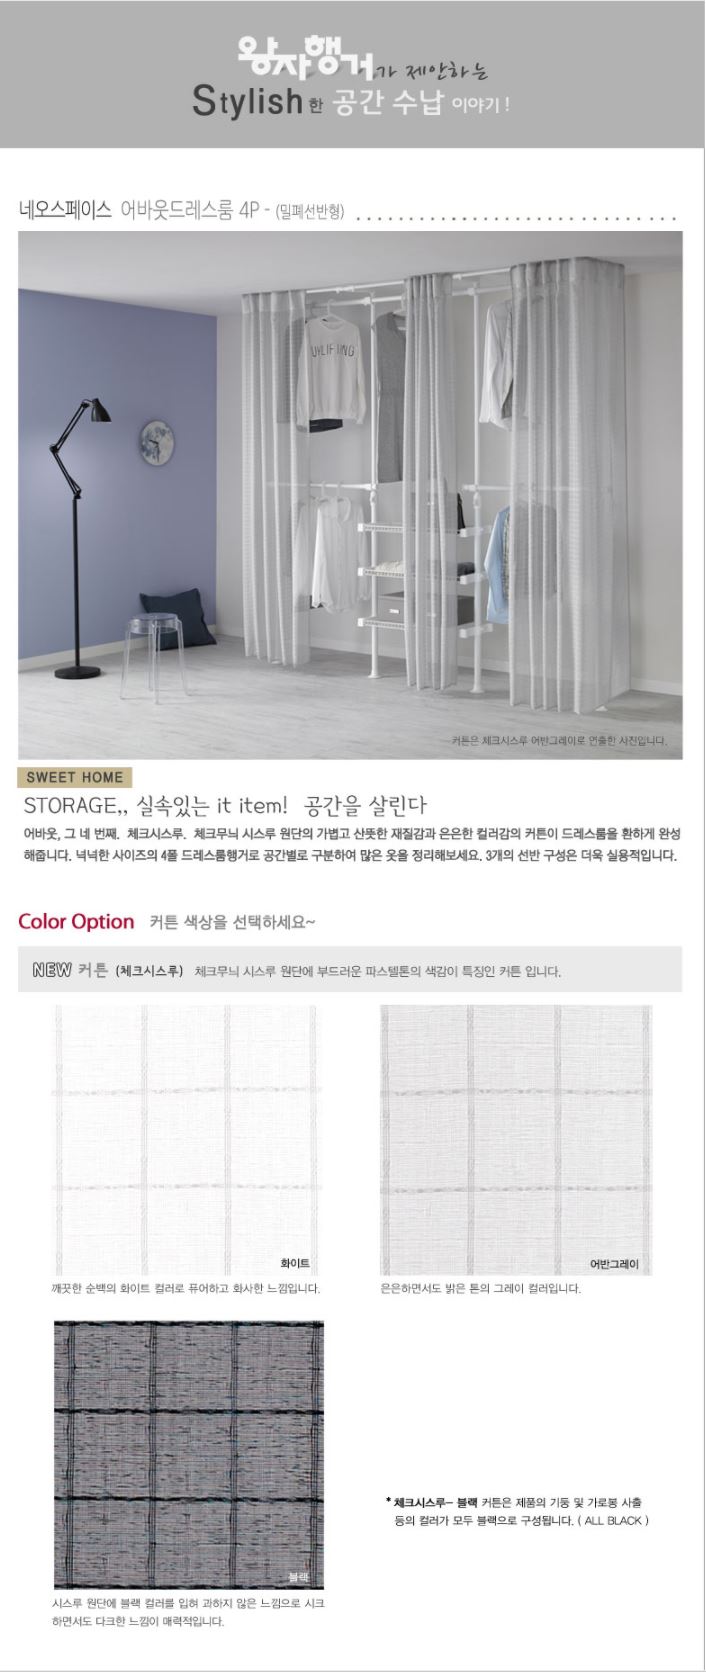 왕자행거가 제안하는
Stylish한 공간 수납 이야기!
네오스페이스 어바웃드레스룸 4P - (밀폐선반형)
커튼은 체크시스루 어반그레이로 연출한 사진입니다.
SWEET HOME
STORAGE,, 실속있는 it item! 공간을 살린다
어바웃, 그 네 번째. 체크시스루. 체크무늬 시스루 원단의 가볍고 산뜻한 재질감과 은은한 컬러감의 커튼이 드레스룸을 환하게 완성
해줍니다. 넉넉한 사이즈의 4폴 드레스룸행거로 공간별로 구분하여 많은 옷을 정리해보세요. 3개의 선반 구성은 더욱 실용적입니다.
Color Option 커튼 색상을 선택하세요~
NEW 커튼 (체크시스루) 체크무늬 시스루 원단에 부드러운 파스텔톤의 색감이 특징인 커튼 입니다.
화이트
어반그레이
깨끗한 순백의 화이트 컬러로 퓨어하고 화사한 느낌입니다.
은은하면서도 밝은 톤의 그레이 컬러입니다.
* 체크시스루- 블랙 커튼은 제품의 기둥 및 가로봉 사출
등의 컬러가 모두 블랙으로 구성됩니다. ( ALL BLACK )
블랙
시스루 원단에 블랙 컬러를 입혀 과하지 않은 느낌으로 시크
하면서도 다크한 느낌이 매력적입니다.